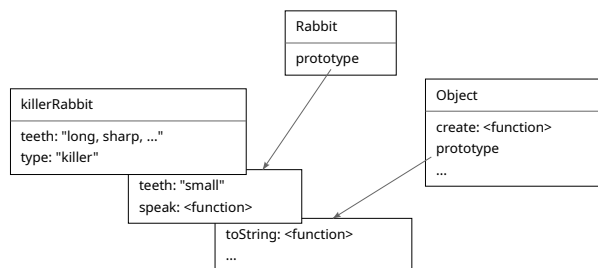 Rabbit
prototype
killerRabbit
teeth: "long, sharp, ..."
type: "killer"
Object
create: <function>
prototype
...
teeth: "small"
speak: <function>
toString: <function>
...